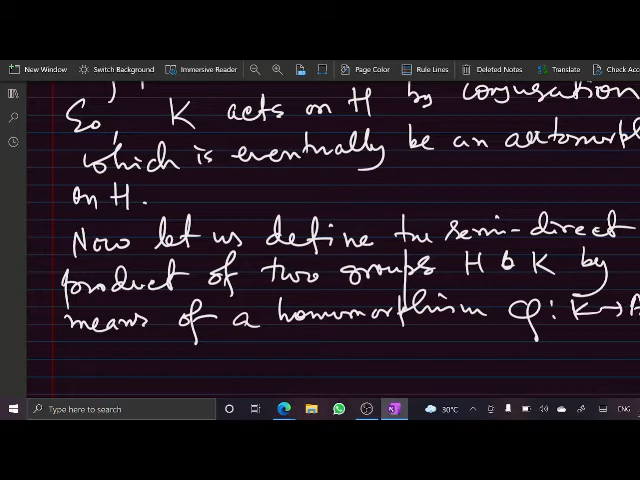 New Window Switch Background Immersive Reader Page Color Rule Lines Deleted Notes Translate Check Acco
by conjugation
So, K acts on H
which is eventually be an automorph
on H.
Now let us define the semi-direct
product of two groups H & K by
means of a homomorphism φ: K → A
Type here to search 30°C ENG